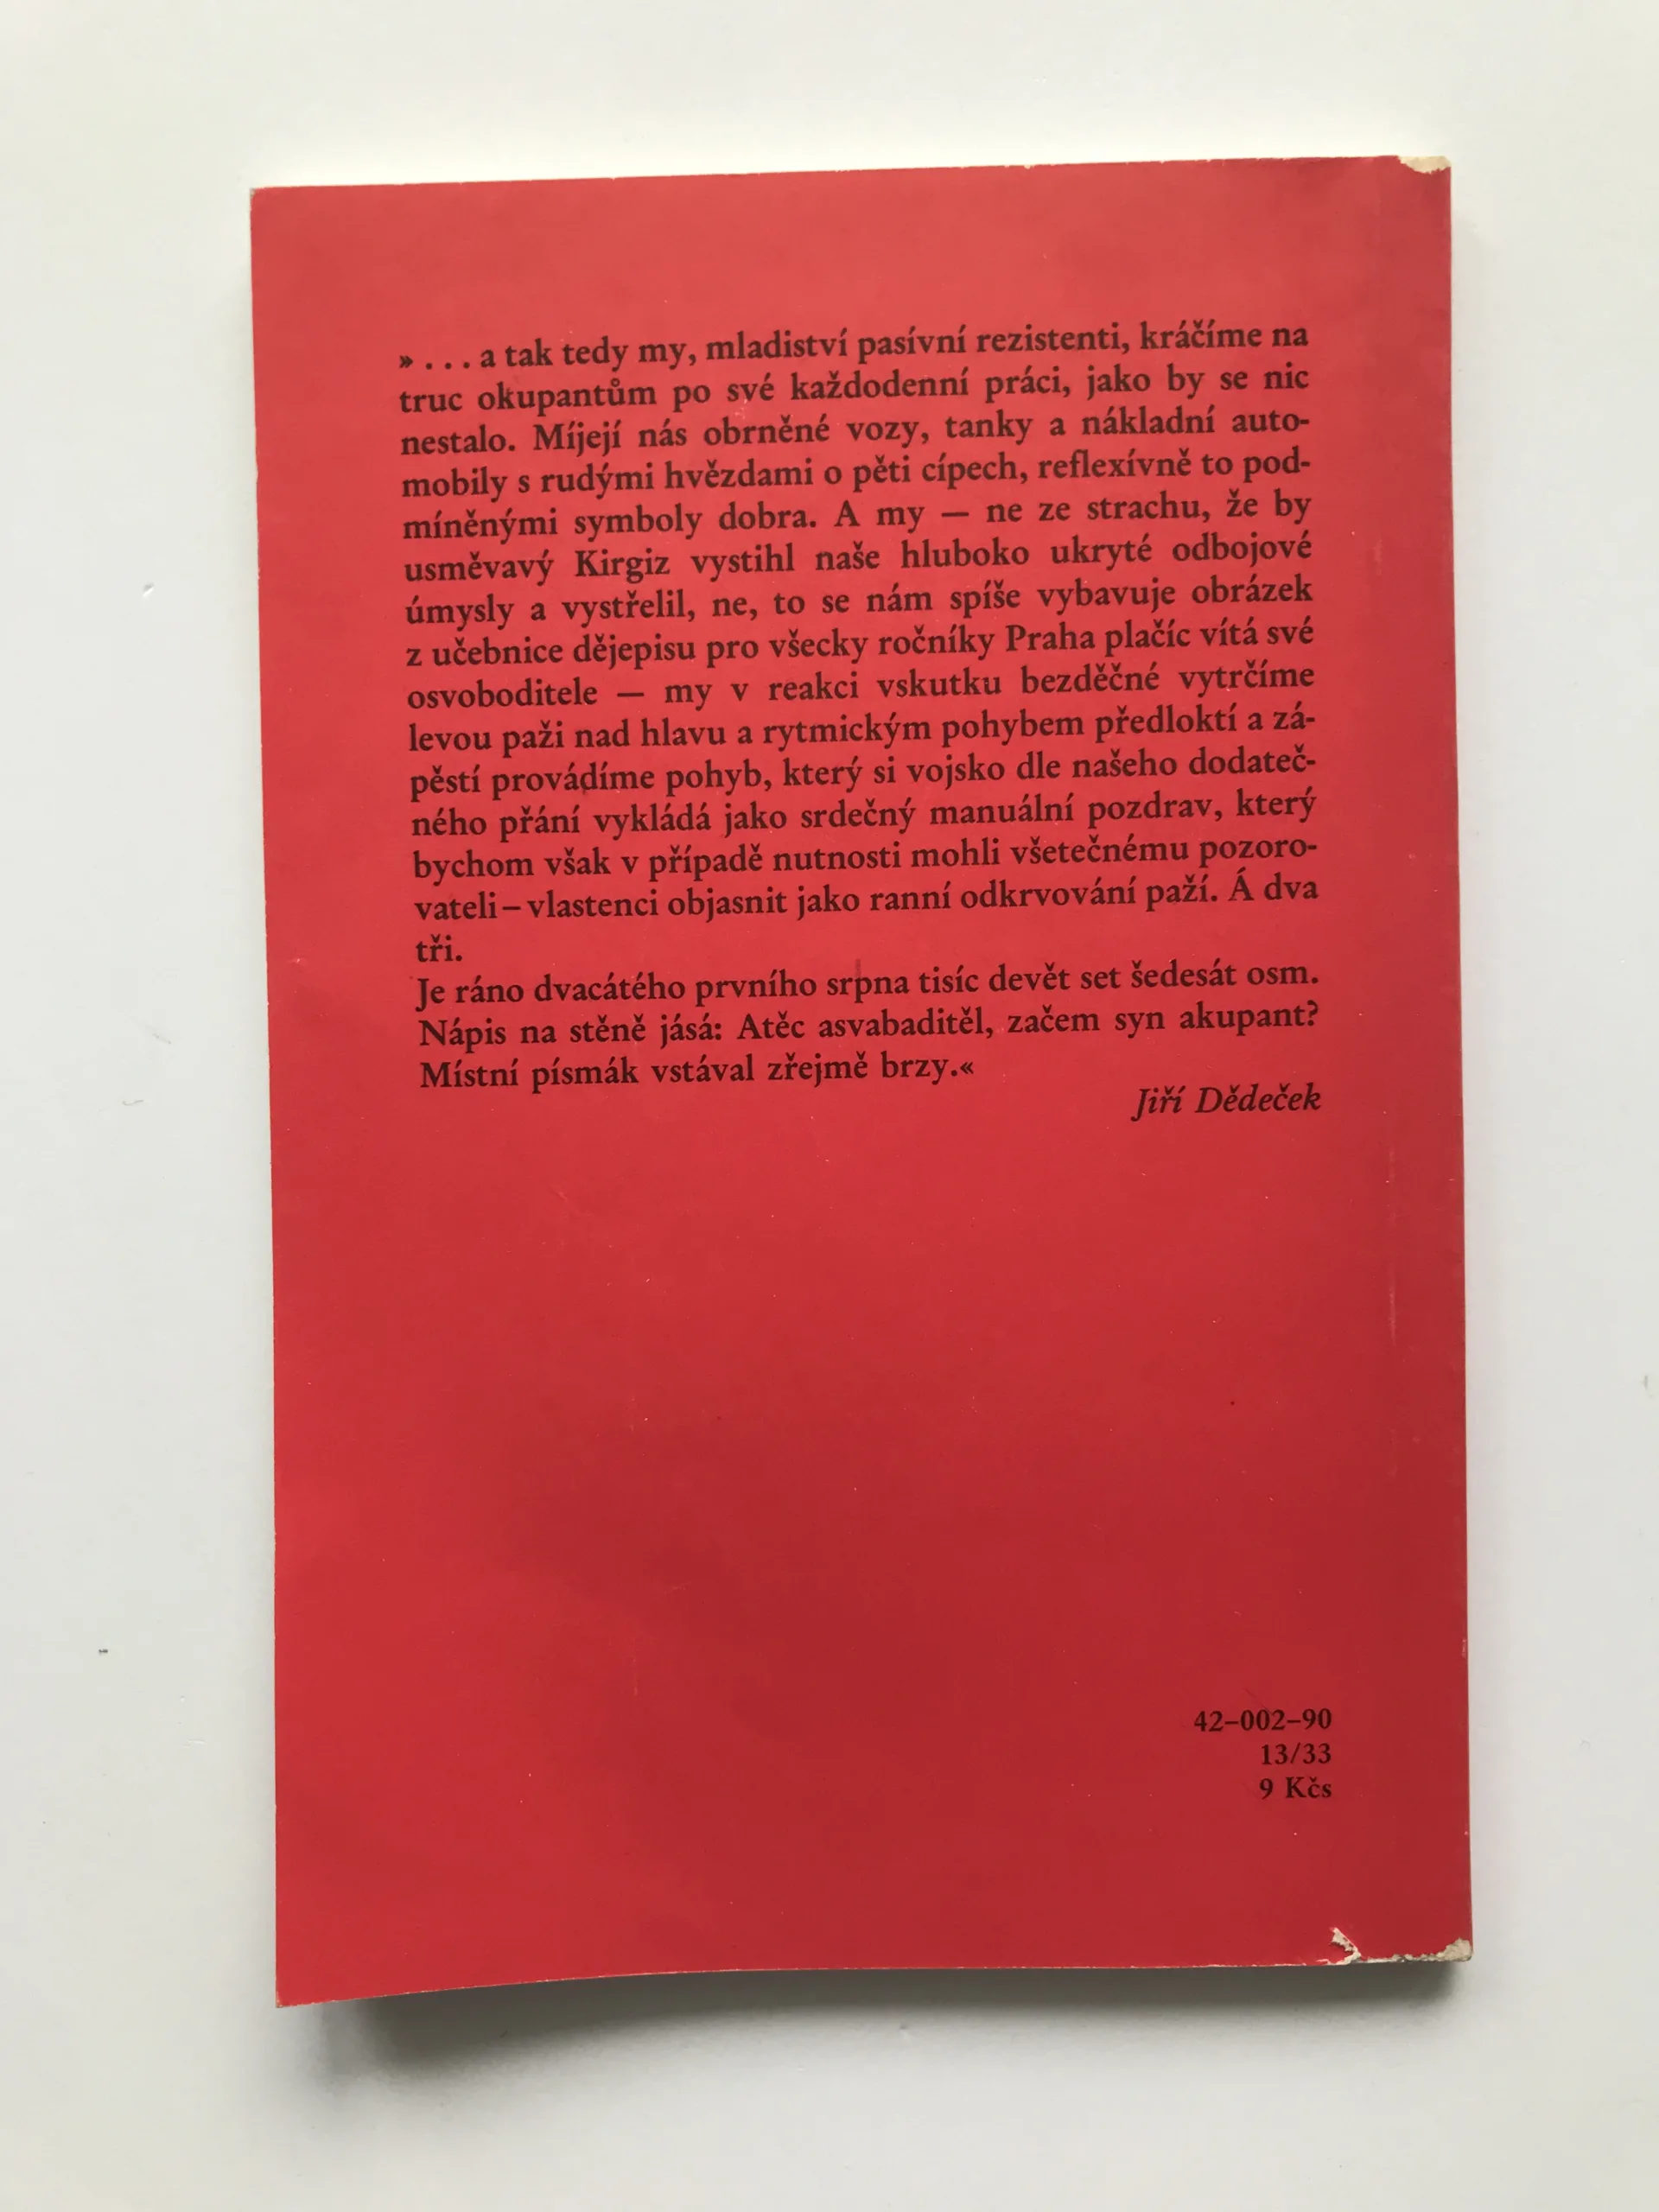 ». . . a tak tedy my, mladiství pasívní rezistenti, kráčíme na
truc okupantům po své každodenní práci, jako by se nic
nestalo. Míjejí nás obrněné vozy, tanky a nákladní auto-
mobily s rudými hvězdami o pěti cípech, reflexívně to pod-
míněnými symboly dobra. A my — ne ze strachu, že by
usměvavý Kirgiz vystihl naše hluboko ukryté odbojové
úmysly a vystřelil, ne, to se nám spíše vybavuje obrázek
z učebnice dějepisu pro všecky ročníky Praha plačíc vítá své
osvoboditele — my v reakci vskutku bezděčné vytrčíme
levou paži nad hlavu a rytmickým pohybem předloktí a zá-
pěstí provádíme pohyb, který si vojsko dle našeho dodateč-
ného přání vykládá jako srdečný manuální pozdrav, který
bychom však v případě nutnosti mohli všetečnému pozoro-
vateli–vlastenci objasnit jako ranní odkrvování paží. Á dva
tři.
Je ráno dvacátého prvního srpna tisíc devět set šedesát osm.
Nápis na stěně jásá: Atěc asvabaditěl, začem syn akupant?
Místní písmák vstával zřejmě brzy.«
Jiří Dědeček
42–002–90
13/33
9 Kčs